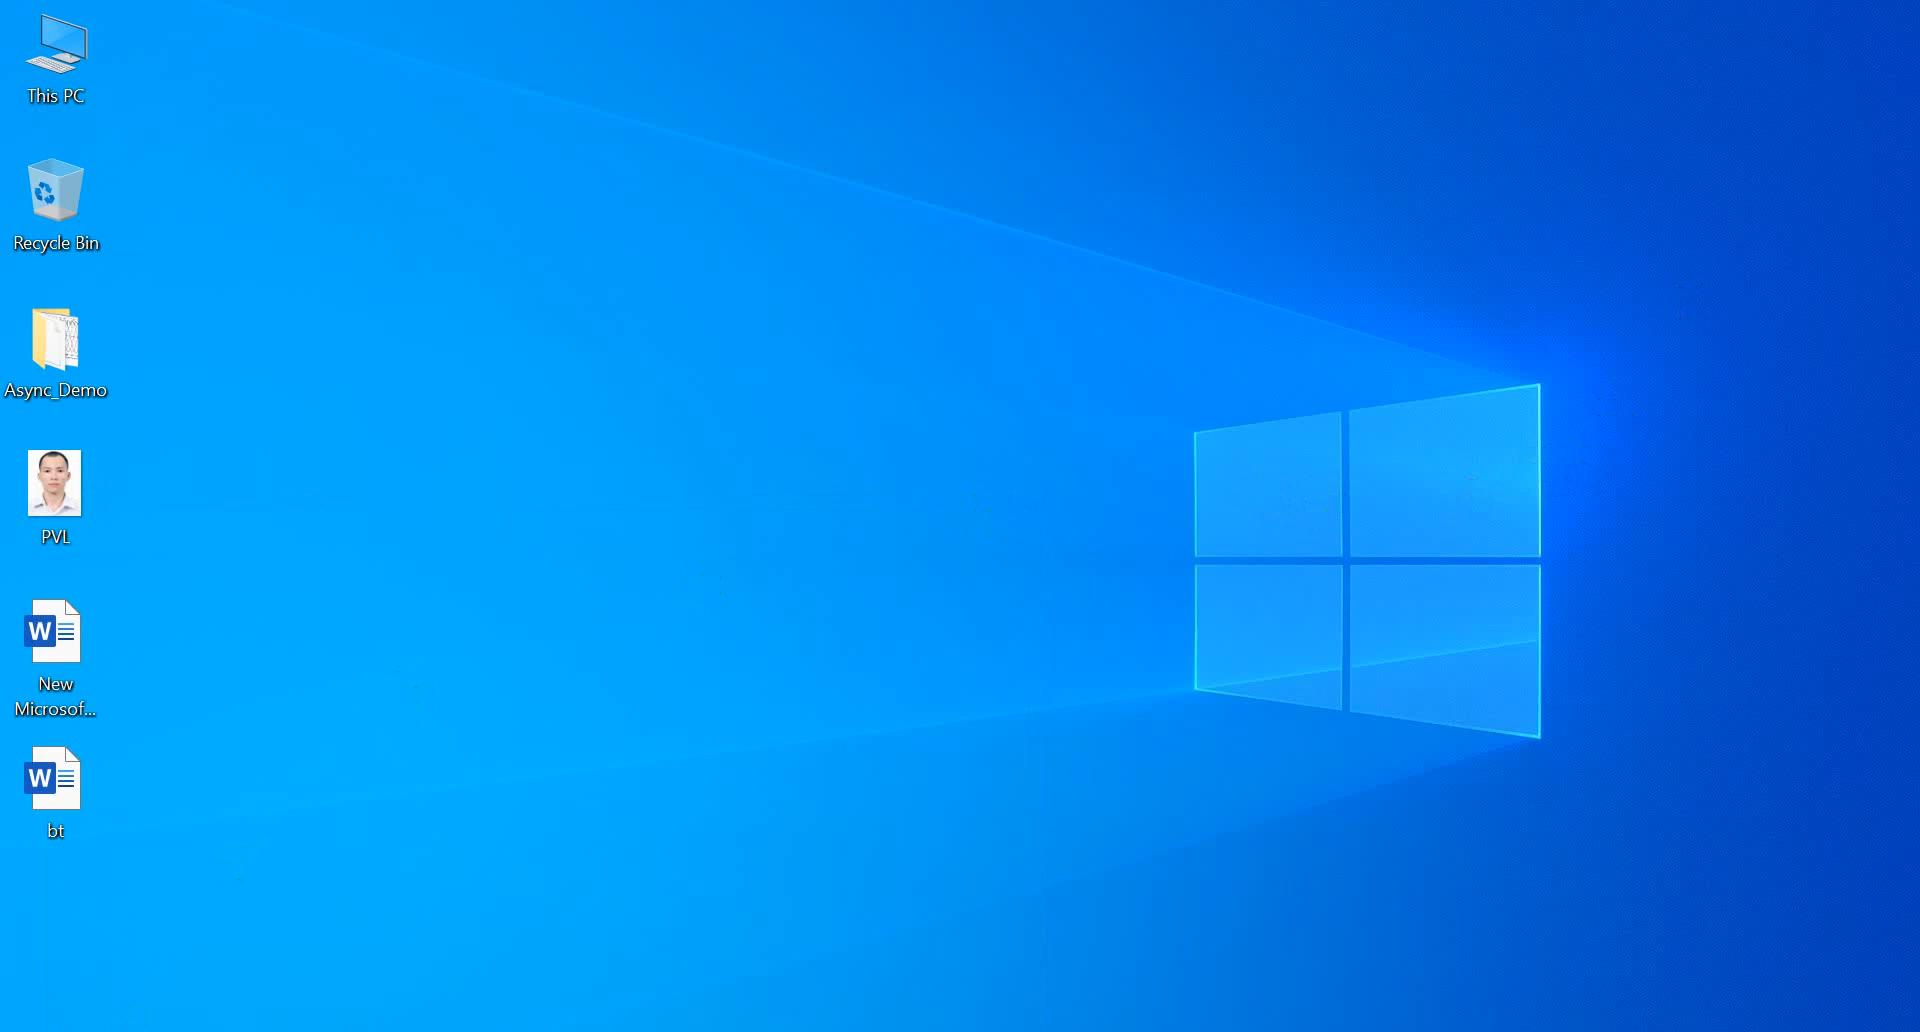 This PC
Recycle Bin
Async_Demo
PVL
W
New
Microsof...
W
bt